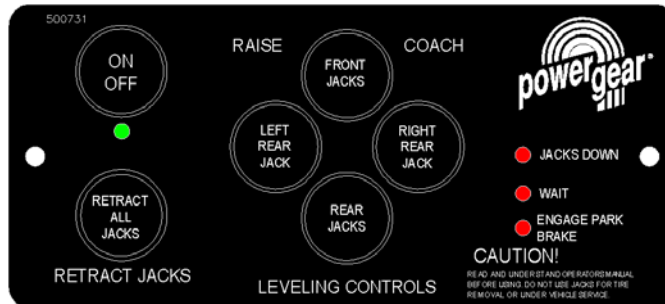 500731
ON
OFF
RAISE
COACH
FRONT
JACKS
powergear
LEFT
REAR
JACK
RIGHT
REAR
JACK
JACKS DOWN
WAIT
ENGAGE PARK
BRAKE
RETRACT
ALL
JACKS
REAR
JACKS
RETRACT JACKS
LEVELING CONTROLS
CAUTION!
READ AND UNDERSTAND OPERATORS MANUAL
BEFORE USING. DO NOT USE JACKS FOR TIRE
REMOVAL OR UNDER VEHICLE SERVICE.